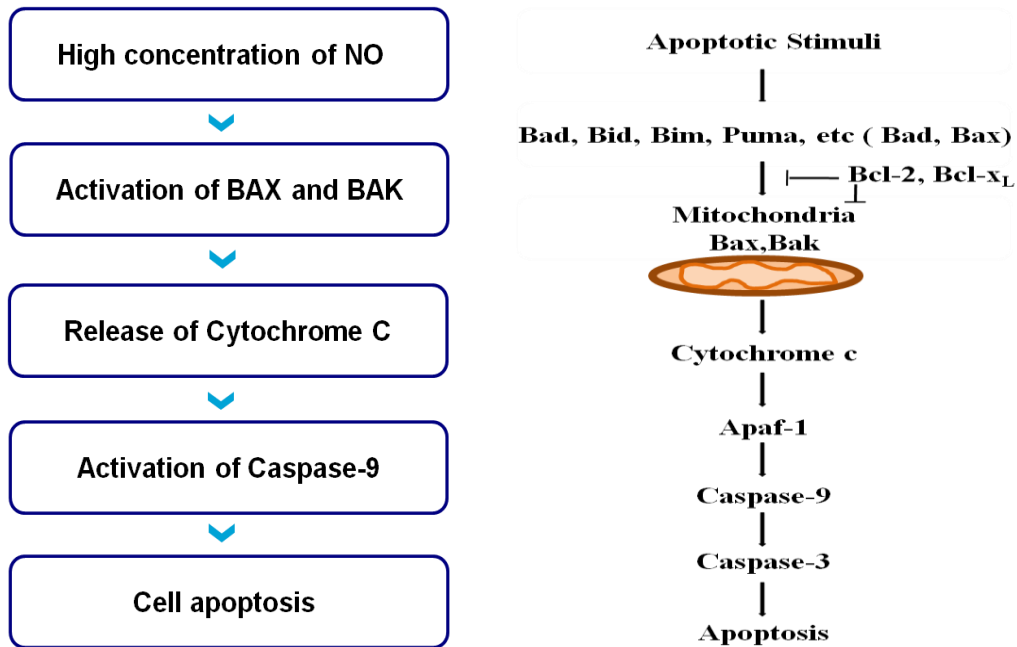 High concentration of NO
Activation of BAX and BAK
Release of Cytochrome C
Activation of Caspase-9
Cell apoptosis
Apoptotic Stimuli
Bad, Bid, Bim, Puma, etc ( Bad, Bax)
Bcl-2, Bcl-xL
Mitochondria
Bax,Bak
Cytochrome c
Apaf-1
Caspase-9
Caspase-3
Apoptosis